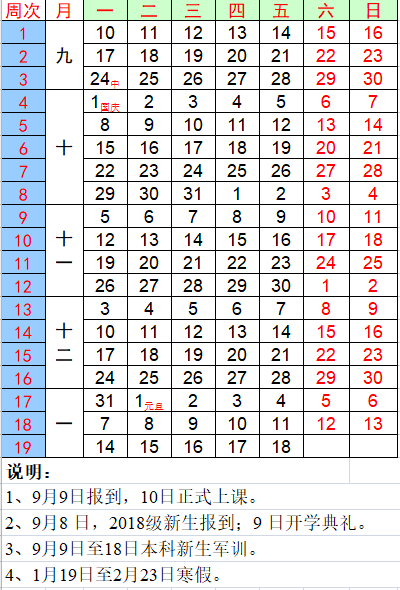 周次 月 一 二 三 四 五 六 日
1 10 11 12 13 14 15 16
2 九 17 18 19 20 21 22 23
3 24中 25 26 27 28 29 30
4 1国庆 2 3 4 5 6 7
5 8 9 10 11 12 13 14
6 十 15 16 17 18 19 20 21
7 22 23 24 25 26 27 28
8 29 30 31 1 2 3 4
9 5 6 7 8 9 10 11
10 十 12 13 14 15 16 17 18
11 一 19 20 21 22 23 24 25
12 26 27 28 29 30 1 2
13 3 4 5 6 7 8 9
14 十 10 11 12 13 14 15 16
15 二 17 18 19 20 21 22 23
16 24 25 26 27 28 29 30
17 31 1元旦 2 3 4 5 6
18 一 7 8 9 10 11 12 13
19 14 15 16 17 18
说明：
1、9月9日报到，10日正式上课。
2、9月8 日，2018级新生报到；9 日开学典礼。
3、9月9日至18日本科新生军训。
4、1月19日至2月23日寒假。